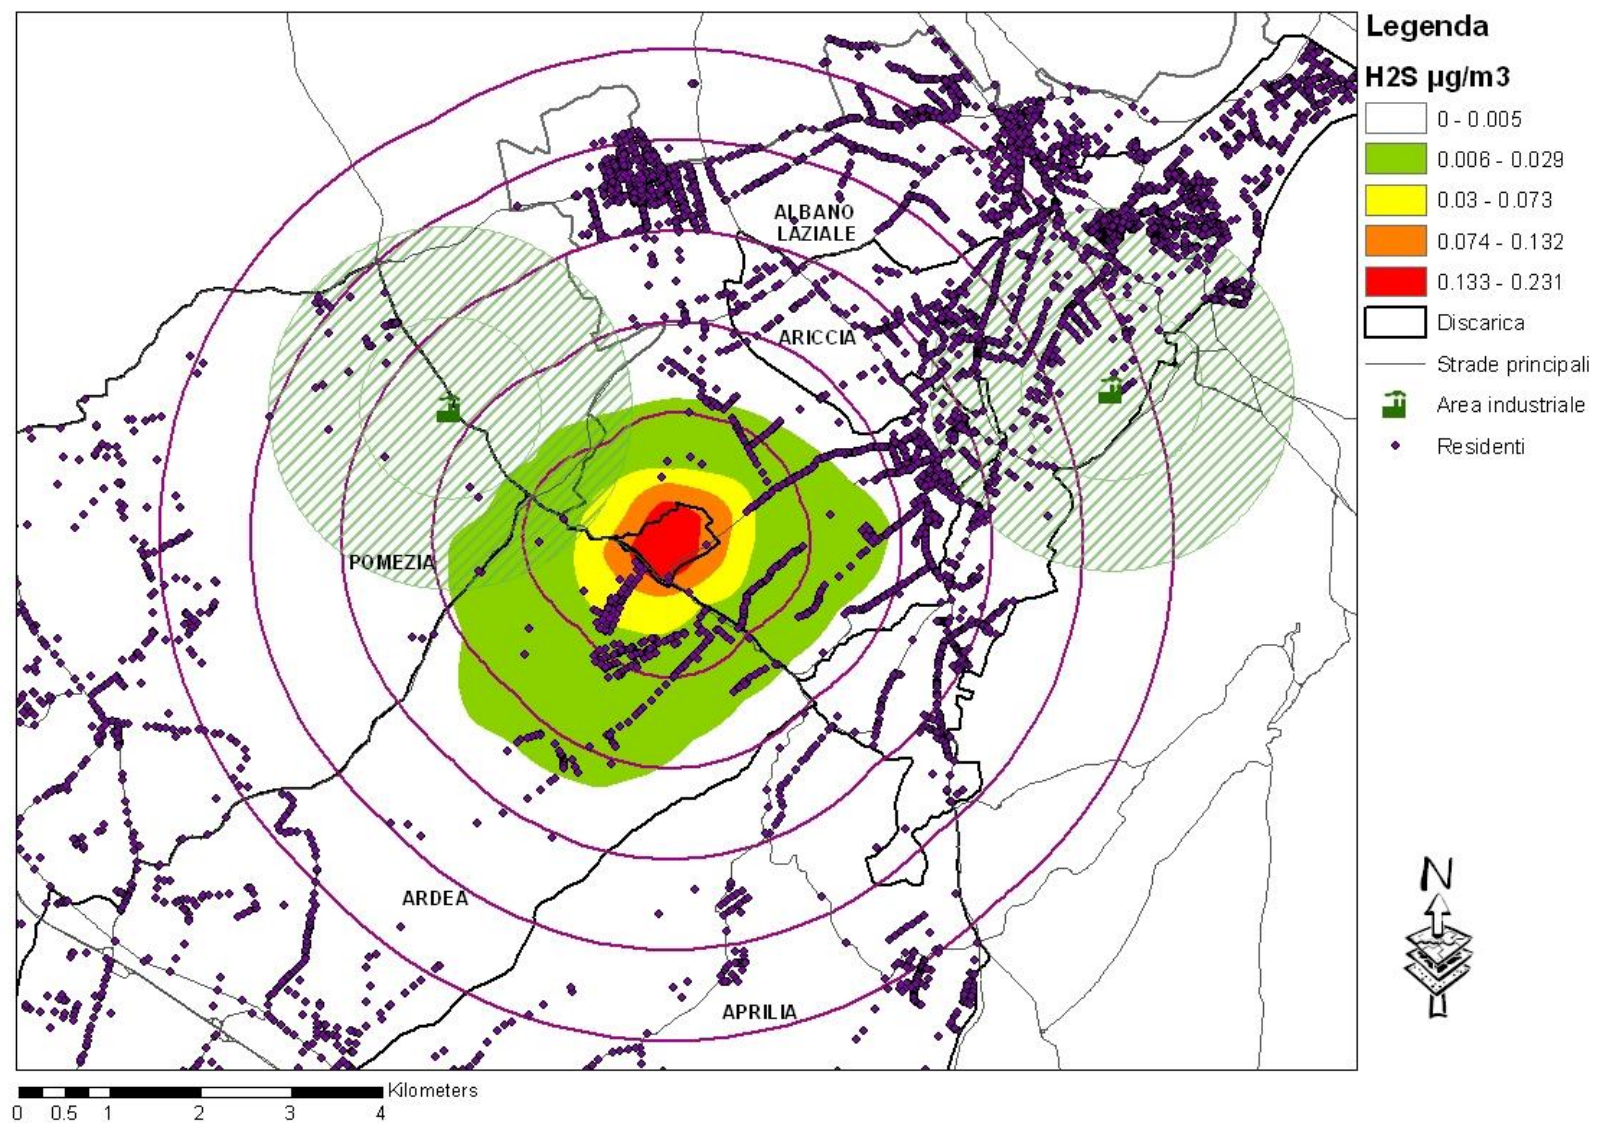 Legenda
H2S µg/m3
0 - 0.005
0.006 - 0.029
0.03 - 0.073
0.074 - 0.132
0.133 - 0.231
Discarica
Strade principali
Area industriale
Residenti
ALBANO
LAZIALE
ARICCIA
POMEZIA
ARDEA
APRILIA
N
Kilometers
0 0.5 1 2 3 4